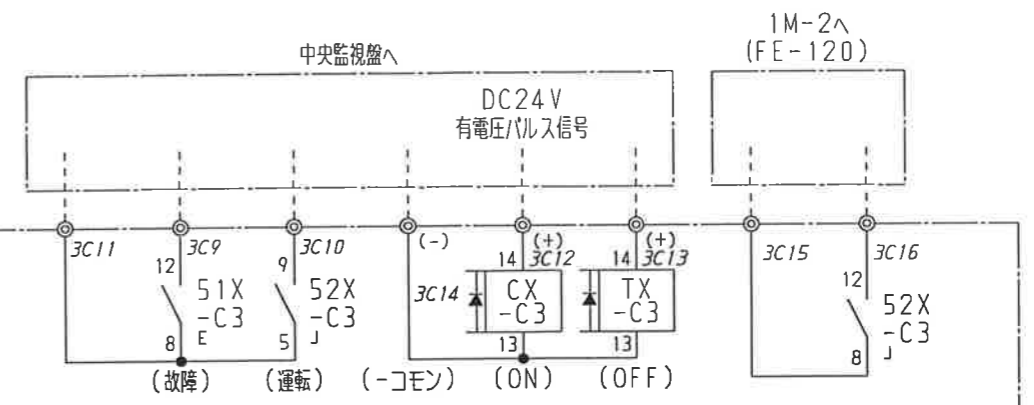 中央監視盤へ
1M-2へ
(FE-120)
DC24V
有電圧パルス信号
3C11
3C9
3C10
(-)
(+)
3C12
(+)
3C13
3C15
3C16
12
51X
-C3
E
8
9
52X
-C3
J
5
3C14
14
CX
-C3
13
14
TX
-C3
13
12
52X
-C3
J
8
(故障)
(運転)
(-コモン)
(ON)
(OFF)